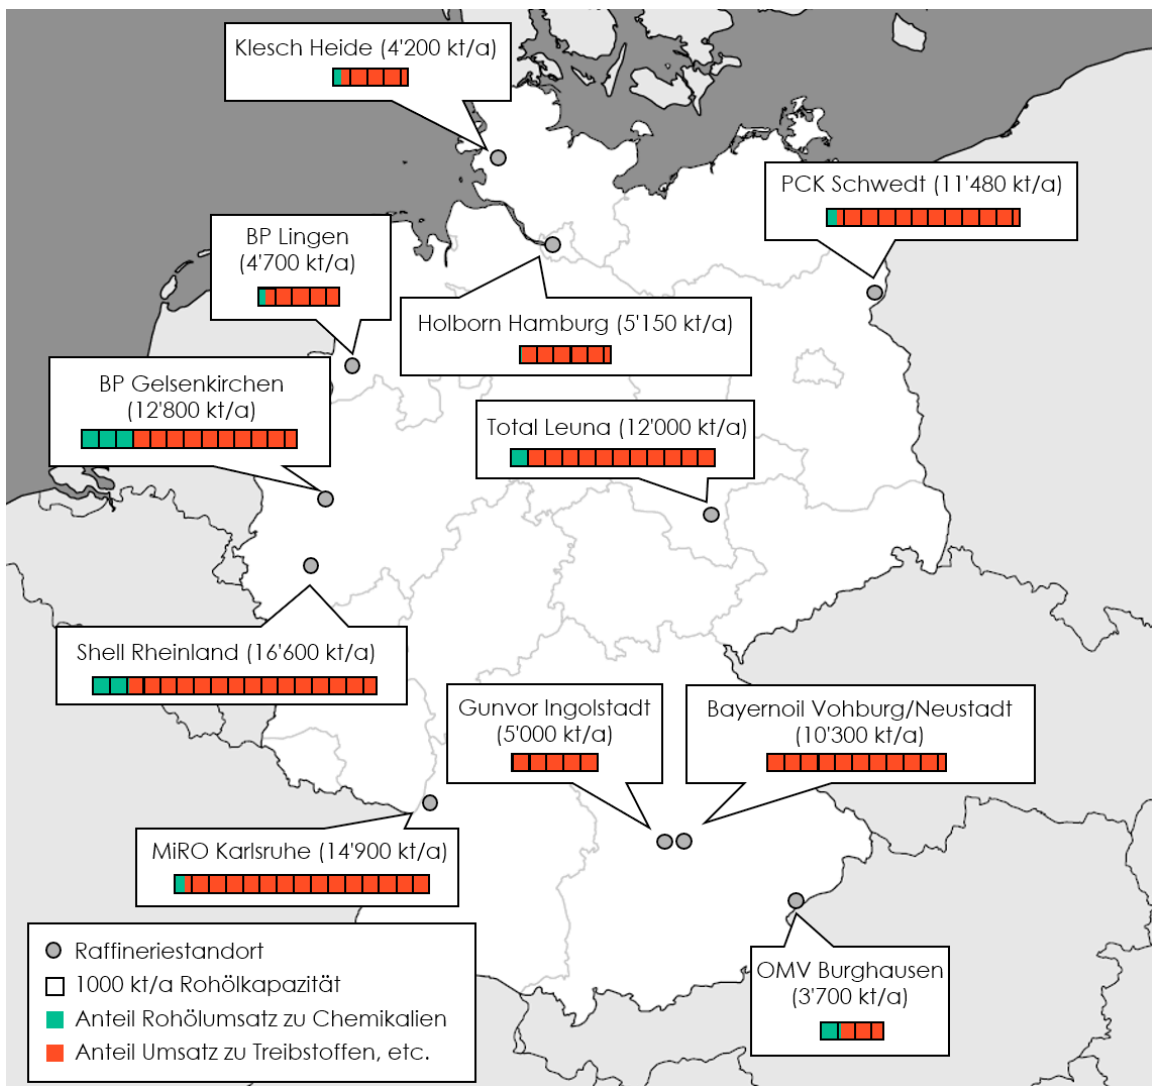 Klesch Heide (4'200 kt/a)
PCK Schwedt (11'480 kt/a)
BP Lingen
(4'700 kt/a)
Holborn Hamburg (5'150 kt/a)
BP Gelsenkirchen
(12'800 kt/a)
Total Leuna (12'000 kt/a)
Shell Rheinland (16'600 kt/a)
Gunvor Ingolstadt
(5'000 kt/a)
Bayernoil Vohburg/Neustadt
(10'300 kt/a)
MiRO Karlsruhe (14'900 kt/a)
OMV Burghausen
(3'700 kt/a)
Raffineriestandort
1000 kt/a Rohölkapazität
Anteil Rohölumsatz zu Chemikalien
Anteil Umsatz zu Treibstoffen, etc.